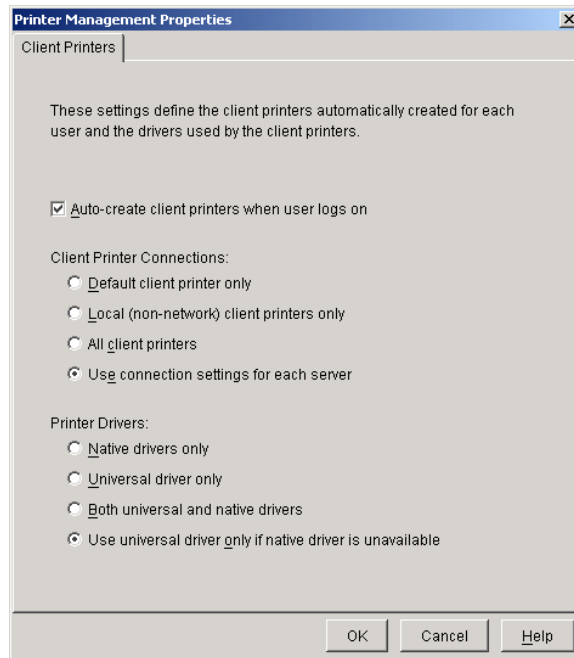 Printer Management Properties
Client Printers
These settings define the client printers automatically created for each
user and the drivers used by the client printers.
Auto-create client printers when user logs on
Client Printer Connections:
Default client printer only
Local (non-network) client printers only
All client printers
Use connection settings for each server
Printer Drivers:
Native drivers only
Universal driver only
Both universal and native drivers
Use universal driver only if native driver is unavailable
OK Cancel Help